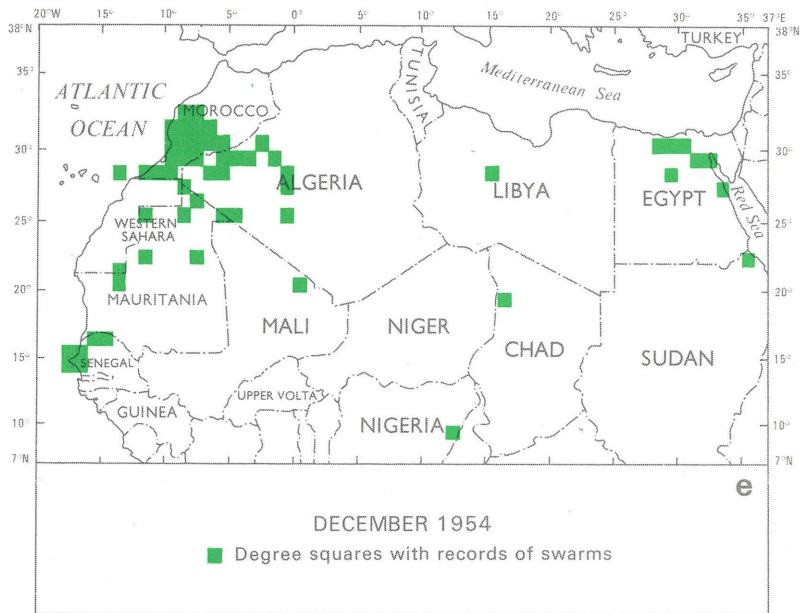 20°W 15° 10° 5° 0° 5° 10° 15° 20° 25° 30° 35° 37°E
38°N 38°N
TURKEY
35° 35°
TUNISIA
Mediterranean Sea
ATLANTIC
OCEAN
MOROCCO
30° 30°
ALGERIA
LIBYA
EGYPT
Red Sea
25° 25°
WESTERN
SAHARA
20° 20°
MAURITANIA
MALI
NIGER
CHAD
SUDAN
15° 15°
SENEGAL
UPPER VOLTA
GUINEA
NIGERIA
10° 10°
7°N 7°N
e
DECEMBER 1954
Degree squares with records of swarms